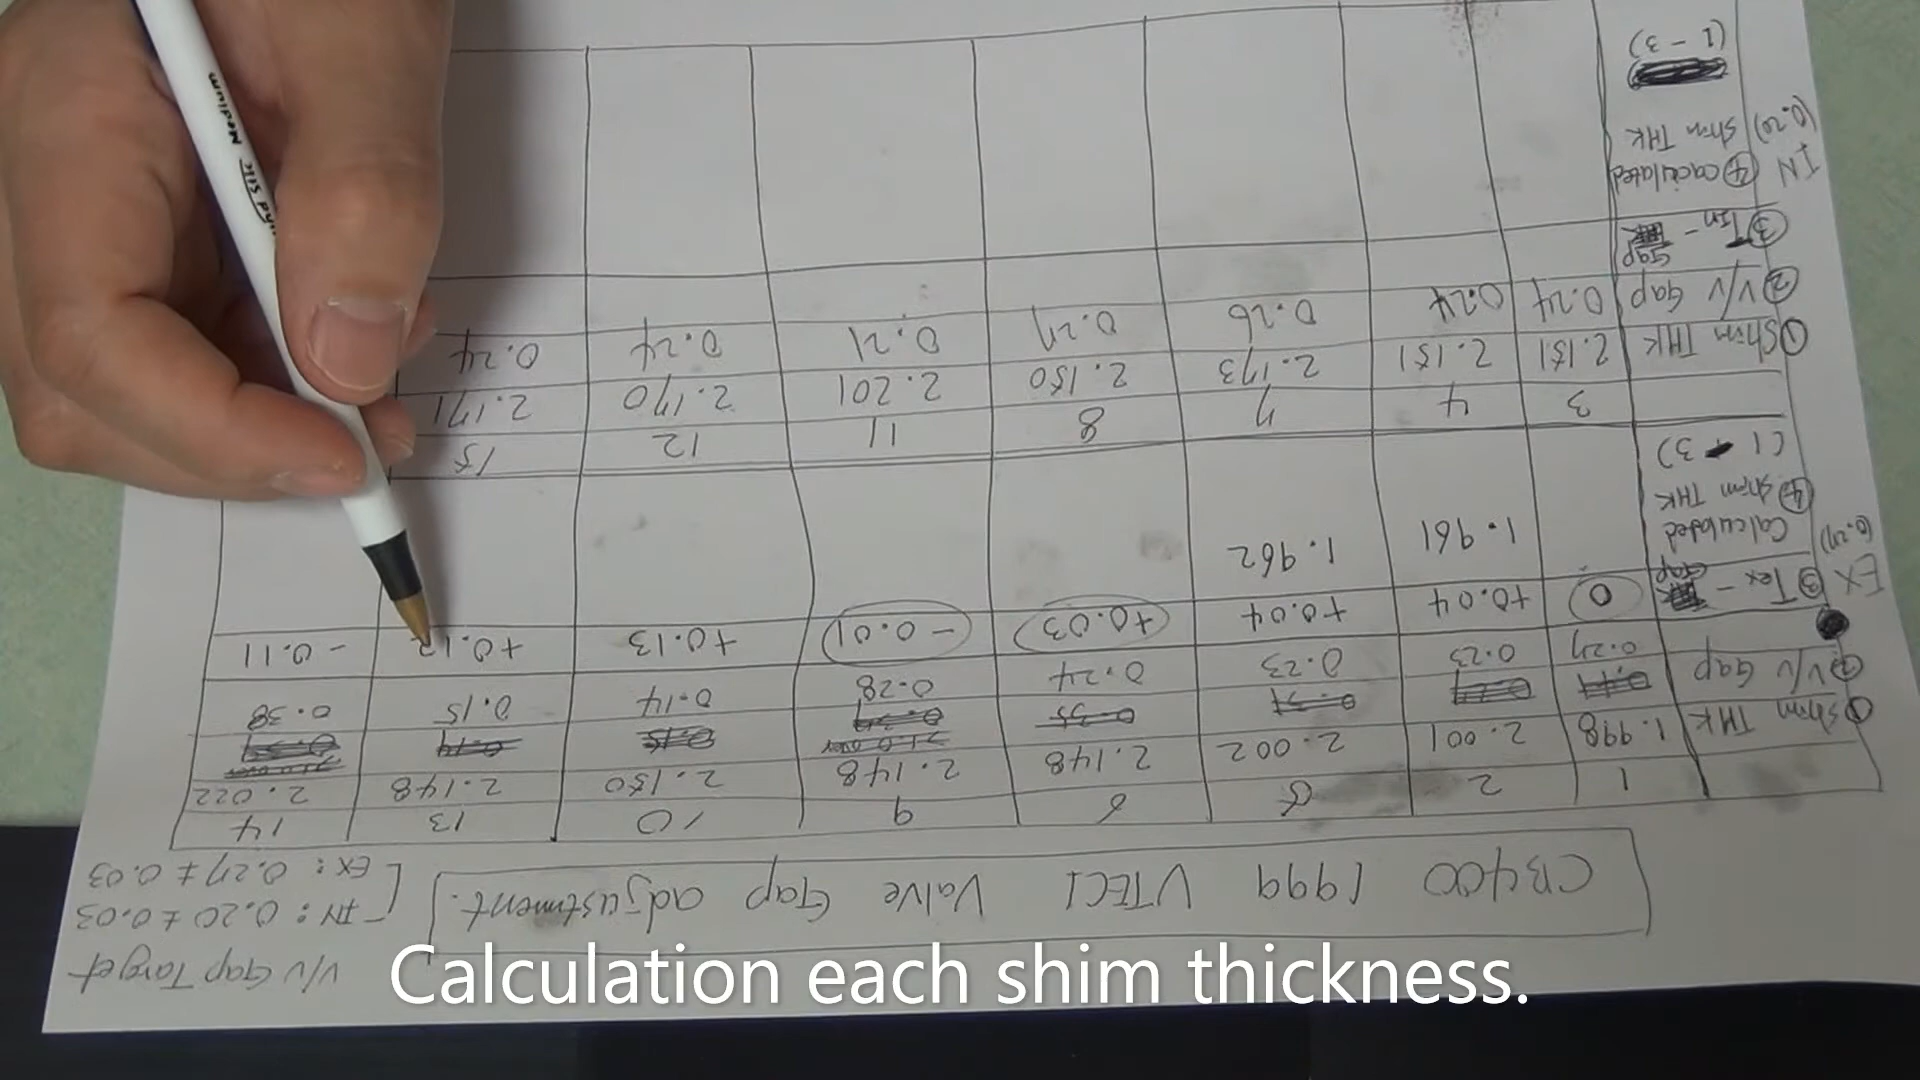 V/V Gap Target
CB400 1999 VTEC1 Valve Gap adjustment.
IN : 0.20 ± 0.03
EX : 0.27 ± 0.03
1 2 5 6 9 10 13 14
① Shim THK 1.998 2.001 2.002 2.148 2.148 2.150 2.148 2.022
② V/V Gap 0.27 0.23 0.23 0.24 0.28 0.14 0.15 0.38
EX ③ Tex - Gap 0 +0.04 +0.04 +0.03 -0.01 +0.13 -0.11
(0.27) Calculated 1.961 1.962
④ Shim THK
(1 - 3)
3 4 7 8 11 12 15
① Shim THK 2.151 2.151 2.173 2.150 2.201 2.170 2.171
② V/V Gap 0.24 0.24 0.26 0.27 0.21 0.24 0.24
③ Tin - Gap
IN ④ Caculated
(0.20) Shim THK
(1 - 3)
Stic Medium
Calculation each shim thickness.